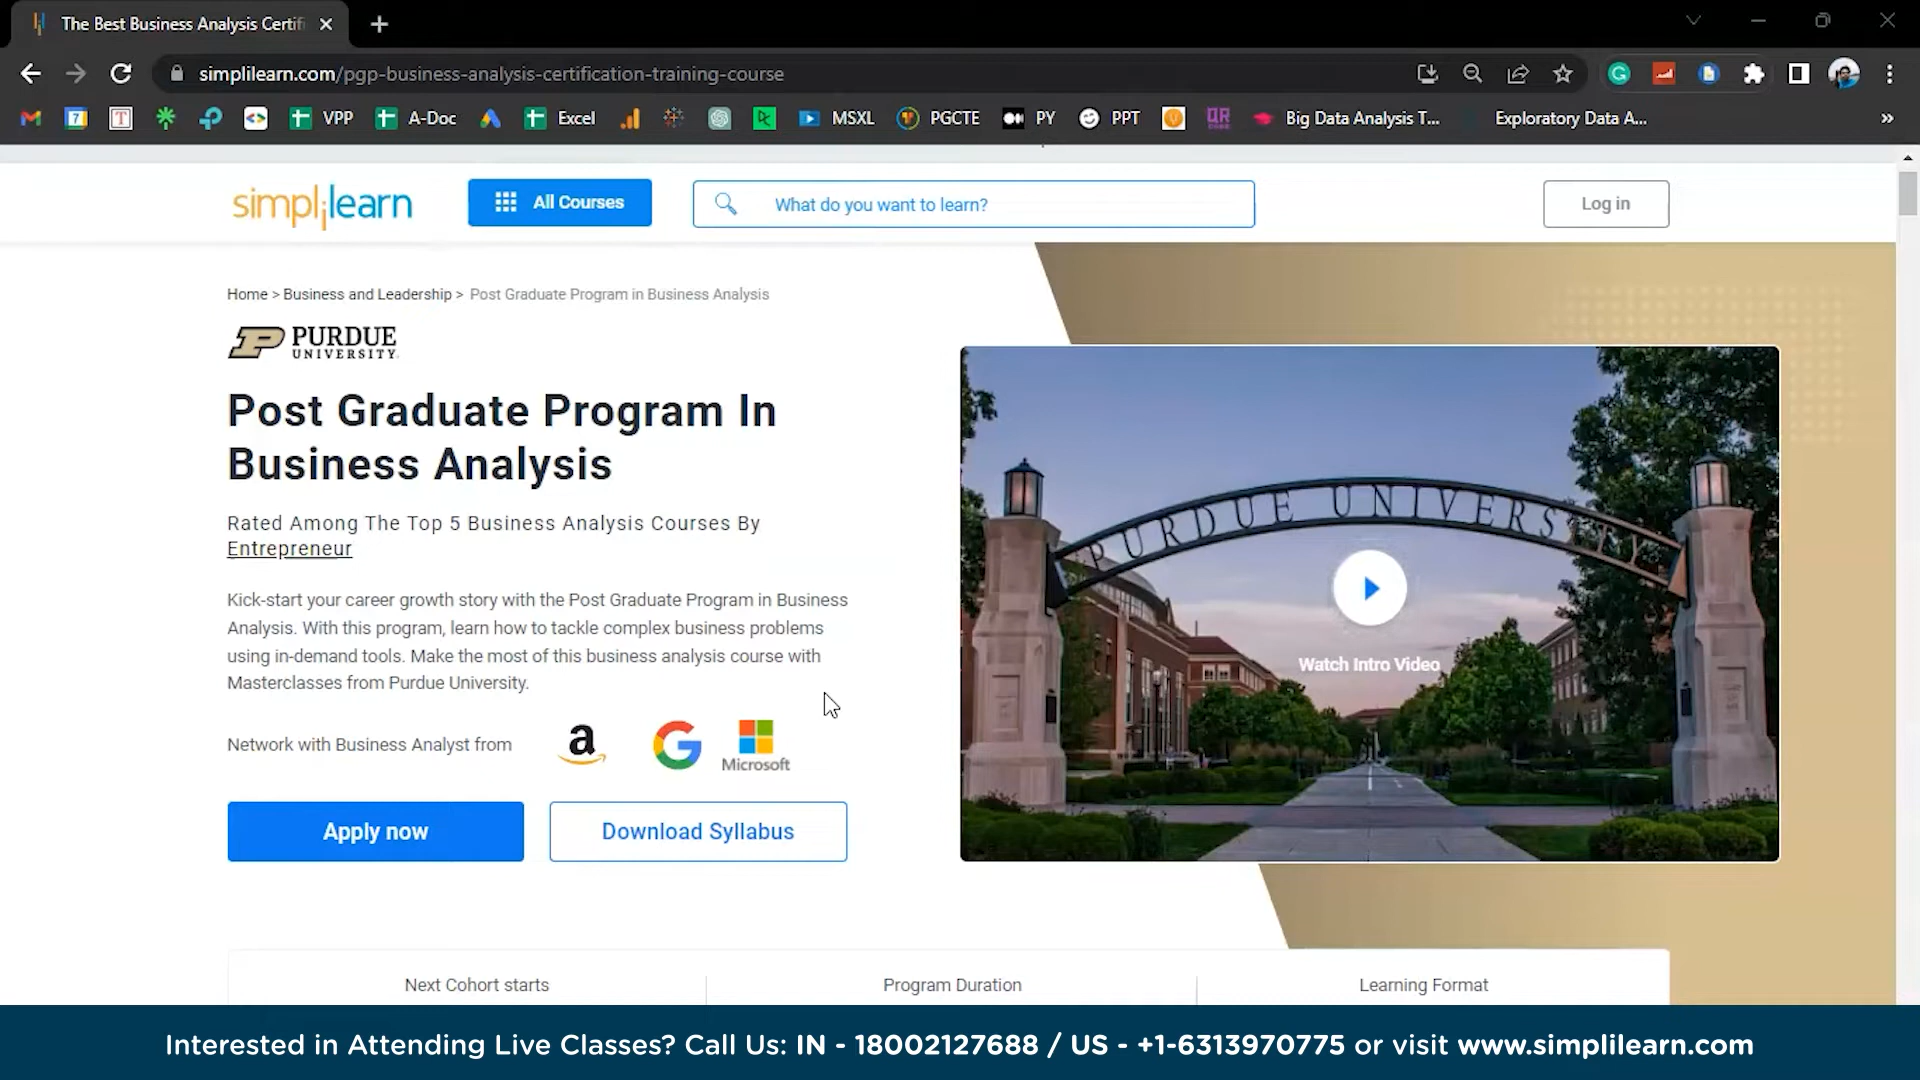 The Best Business Analysis Certifi
simplilearn.com/pgp-business-analysis-certification-training-course
VPP A-Doc Excel MSXL PGCTE PY PPT Big Data Analysis T... Exploratory Data A... »
simplilearn
All Courses
What do you want to learn?
Log in
Home > Business and Leadership > Post Graduate Program in Business Analysis
PURDUE
UNIVERSITY
Post Graduate Program In
Business Analysis
Rated Among The Top 5 Business Analysis Courses By
Entrepreneur
Kick-start your career growth story with the Post Graduate Program in Business
Analysis. With this program, learn how to tackle complex business problems
using in-demand tools. Make the most of this business analysis course with
Masterclasses from Purdue University.
Network with Business Analyst from
Microsoft
Apply now
Download Syllabus
PURDUE UNIVERSITY
Watch Intro Video
Next Cohort starts
Program Duration
Learning Format
Interested in Attending Live Classes? Call Us: IN - 18002127688 / US - +1-6313970775 or visit www.simplilearn.com